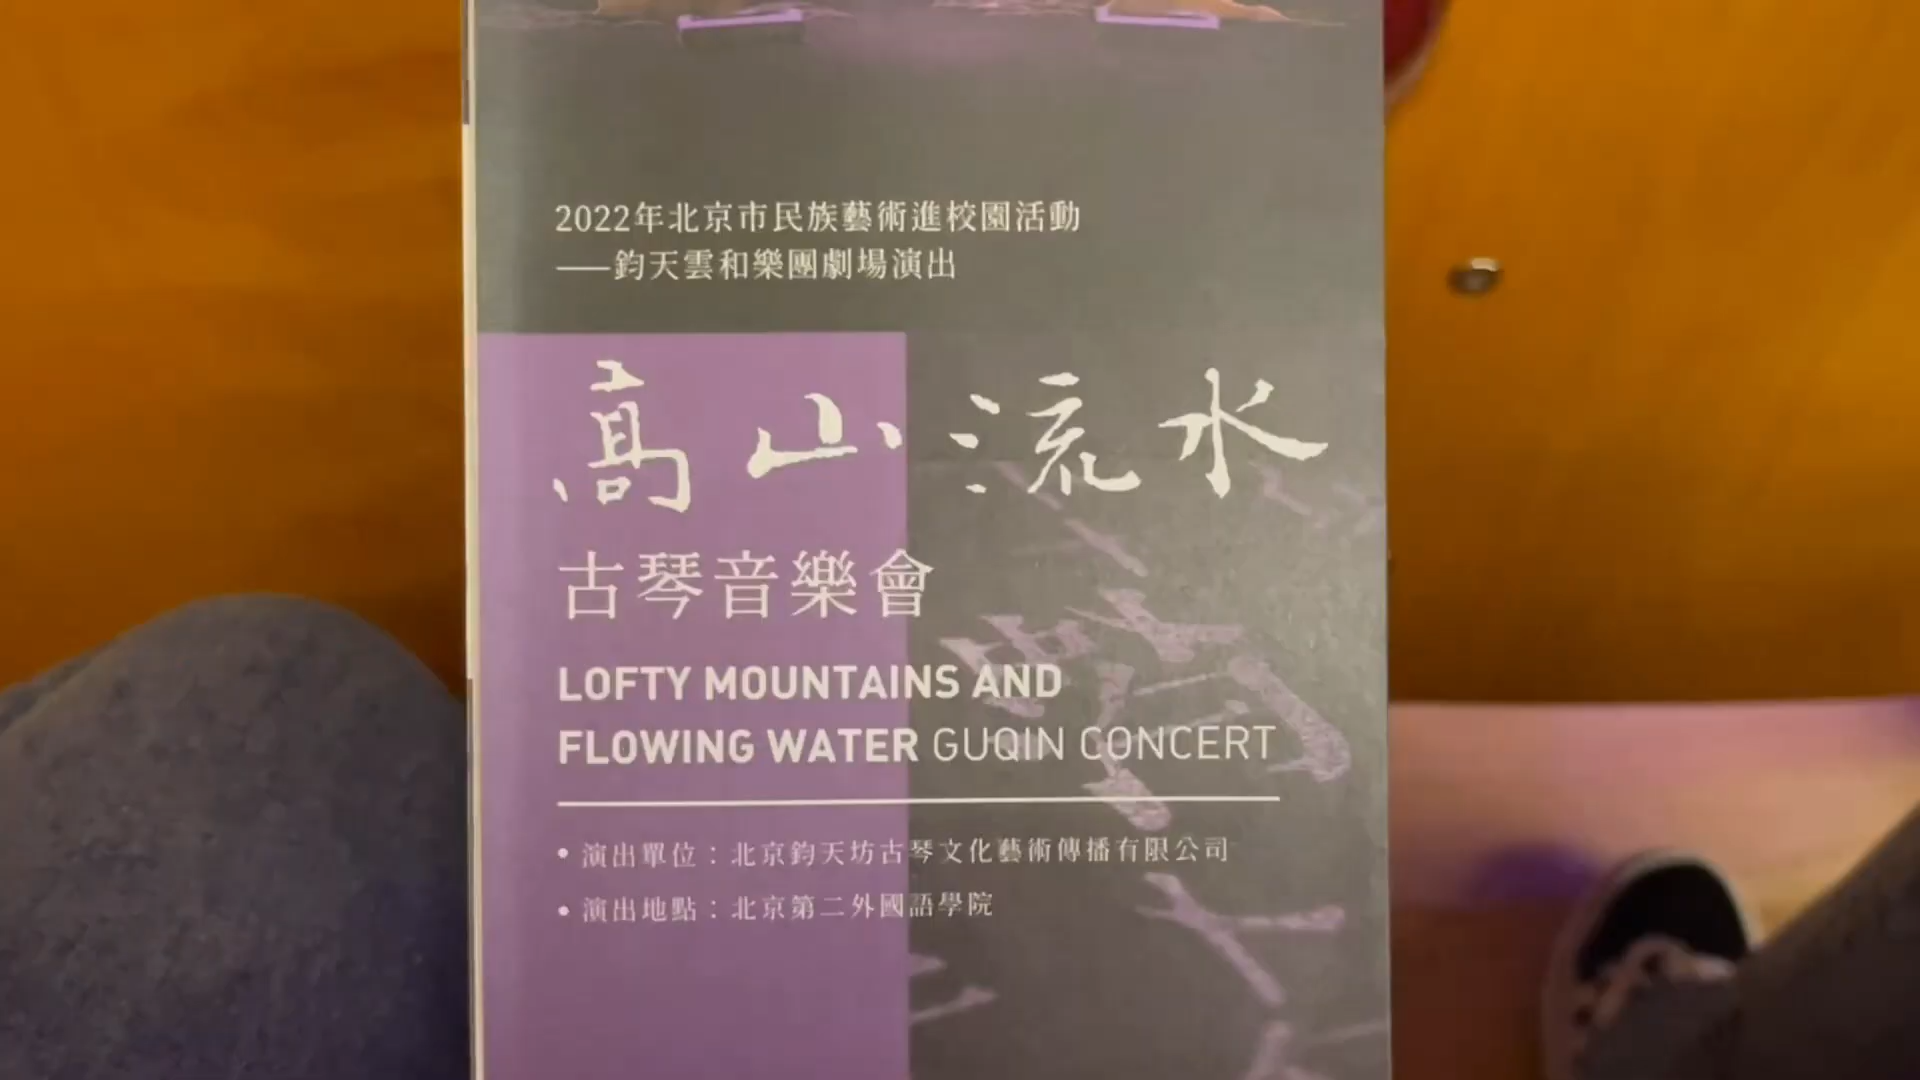 2022年北京市民族藝術進校園活動
——鈞天雲和樂團劇場演出
高山流水
古琴音樂會
LOFTY MOUNTAINS AND
FLOWING WATER GUQIN CONCERT
• 演出單位：北京鈞天坊古琴文化藝術傳播有限公司
• 演出地點：北京第二外國語學院